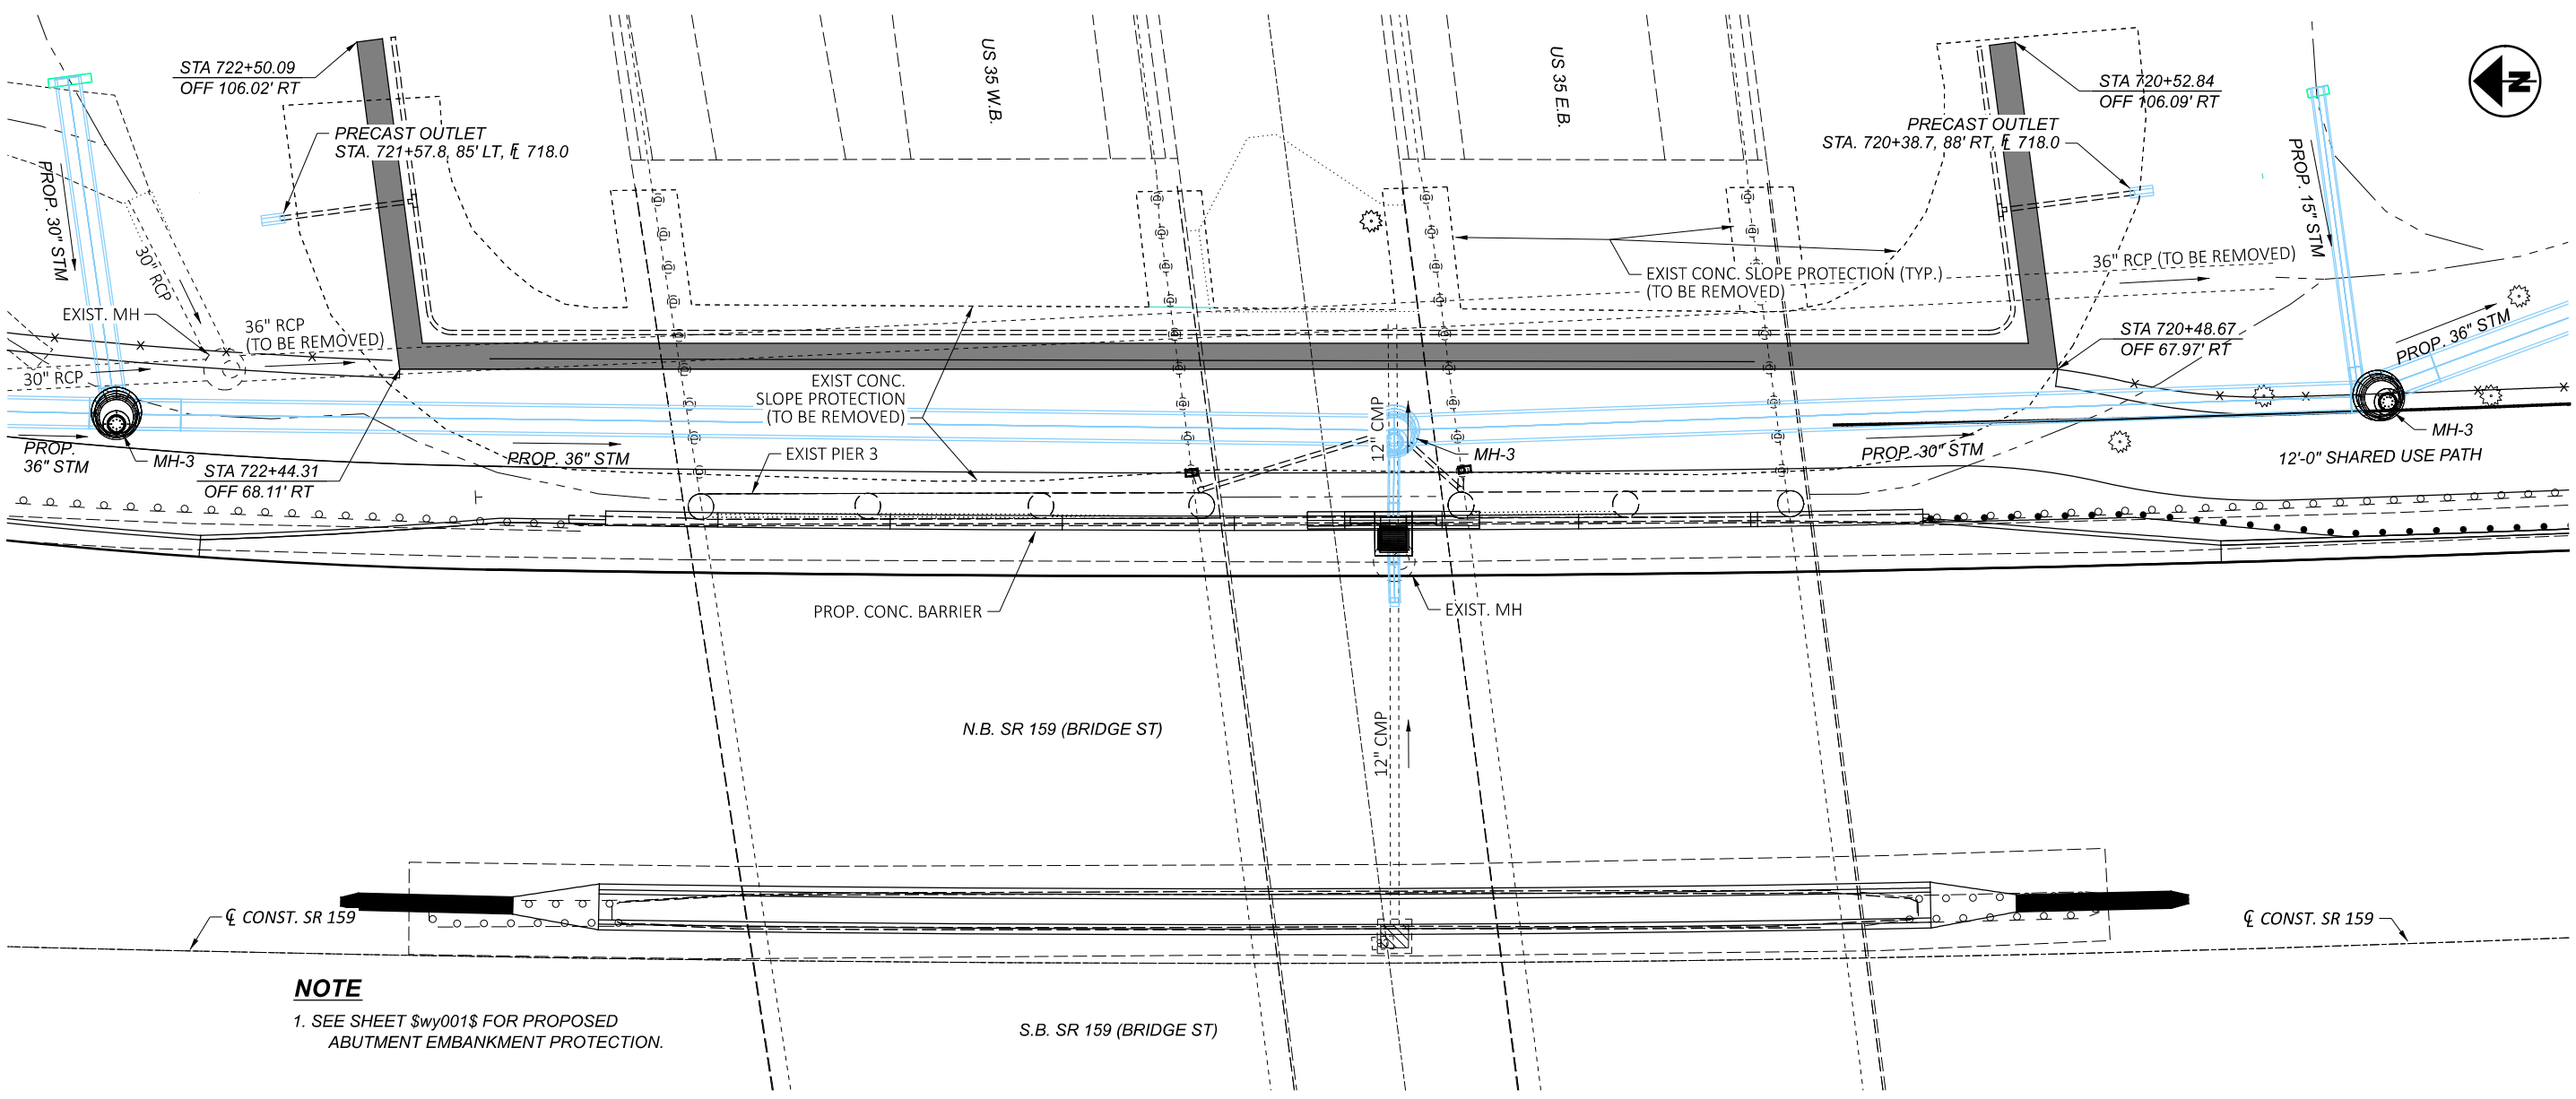 STA 722+50.09
OFF 106.02' RT
PRECAST OUTLET
STA. 721+57.8, 85' LT, ℄ 718.0
US 35 W.B.
US 35 E.B.
STA 720+52.84
OFF 106.09' RT
PRECAST OUTLET
STA. 720+38.7, 88' RT, ℄ 718.0
N
PROP. 30" STM
30" RCP
EXIST. MH
36" RCP
(TO BE REMOVED)
30" RCP
EXIST CONC. SLOPE PROTECTION (TYP.)
(TO BE REMOVED)
PROP. 15" STM
36" RCP (TO BE REMOVED)
STA 720+48.67
OFF 67.97' RT
PROP. 36" STM
EXIST CONC.
SLOPE PROTECTION
(TO BE REMOVED)
12" CMP
PROP.
36" STM
MH-3
STA 722+44.31
OFF 68.11' RT
PROP. 36" STM
EXIST PIER 3
MH-3
PROP. 30" STM
MH-3
12'-0" SHARED USE PATH
PROP. CONC. BARRIER
EXIST. MH
N.B. SR 159 (BRIDGE ST)
12" CMP
℄ CONST. SR 159
℄ CONST. SR 159
NOTE
1. SEE SHEET $wy001$ FOR PROPOSED
ABUTMENT EMBANKMENT PROTECTION.
S.B. SR 159 (BRIDGE ST)